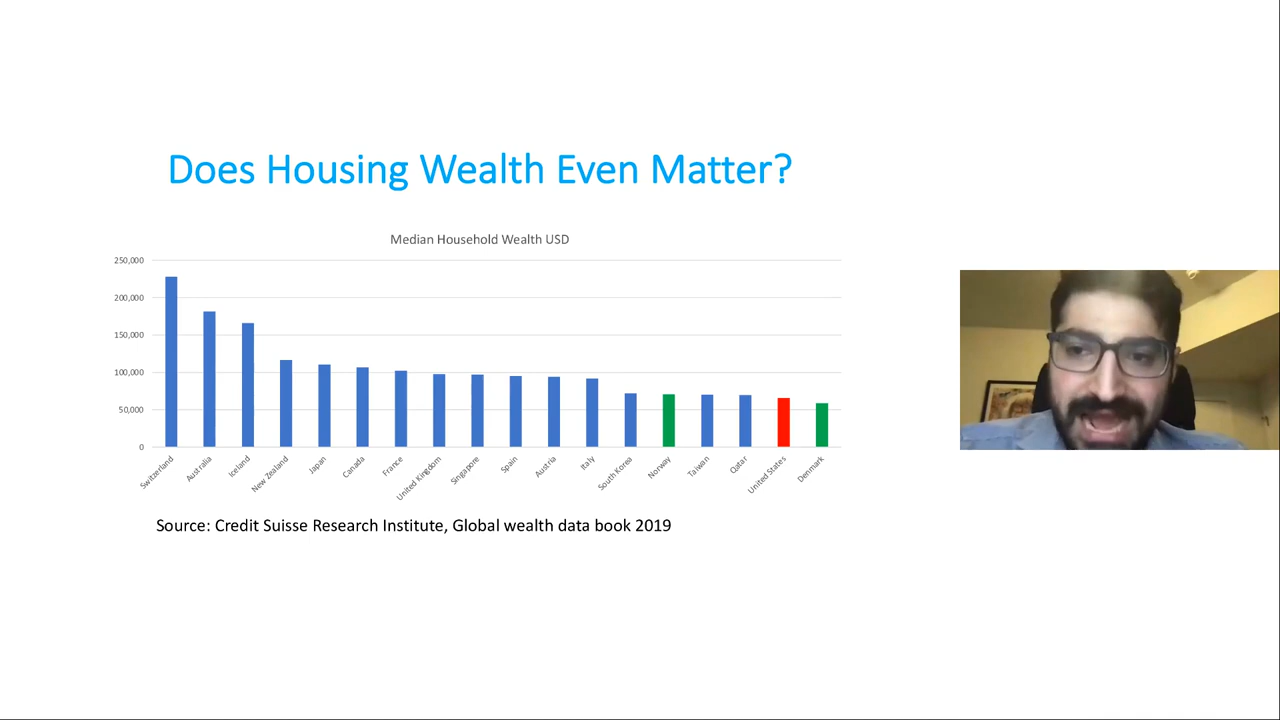 Does Housing Wealth Even Matter?
Median Household Wealth USD
250,000
200,000
150,000
100,000
50,000
0
Switzerland
Australia
Iceland
New Zealand
Japan
Canada
France
United Kingdom
Singapore
Spain
Austria
Italy
South Korea
Norway
Taiwan
Qatar
United States
Denmark
Source: Credit Suisse Research Institute, Global wealth data book 2019